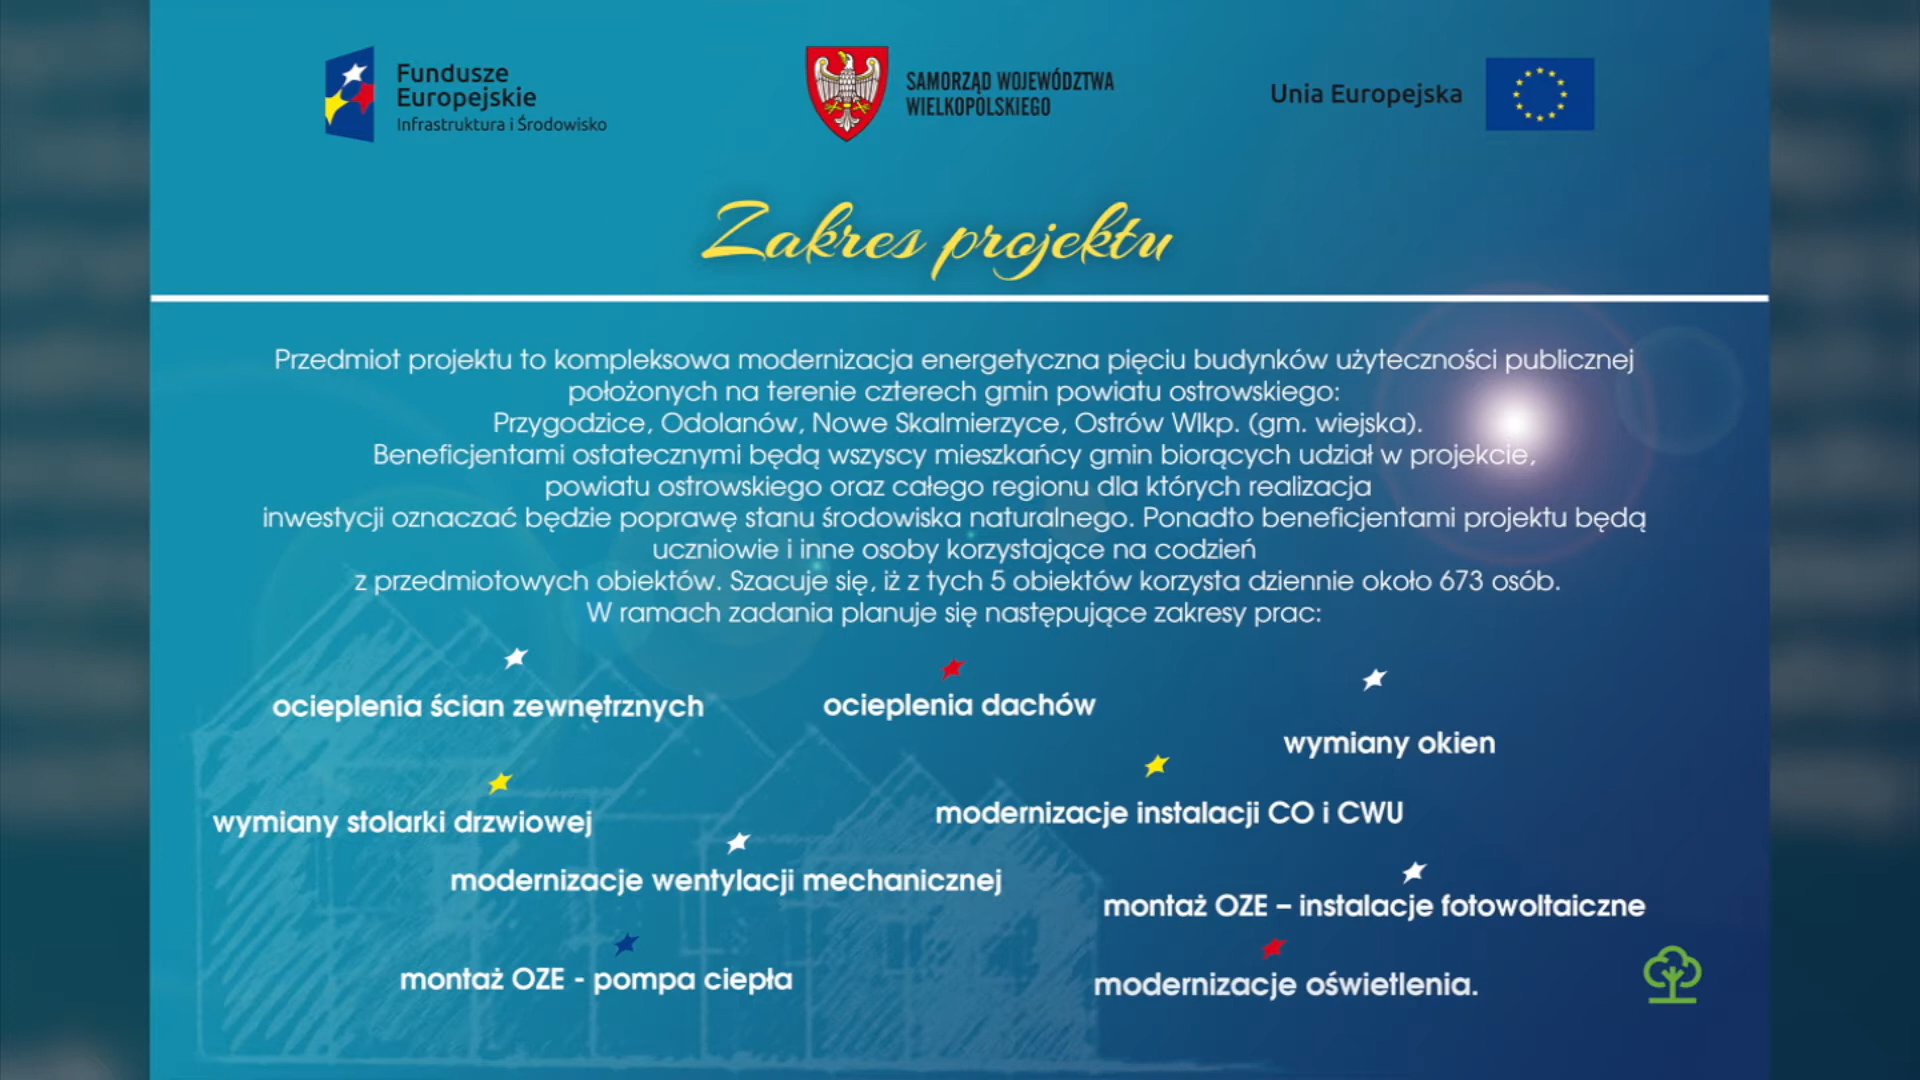 Fundusze
Europejskie
Infrastruktura i Środowisko
SAMORZĄD WOJEWÓDZTWA
WIELKOPOLSKIEGO
Unia Europejska
Zakres projektu
Przedmiot projektu to kompleksowa modernizacja energetyczna pięciu budynków użyteczności publicznej
położonych na terenie czterech gmin powiatu ostrowskiego:
Przygodzice, Odolanów, Nowe Skalmierzyce, Ostrów Wlkp. (gm. wiejska).
Beneficjentami ostatecznymi będą wszyscy mieszkańcy gmin biorących udział w projekcie,
powiatu ostrowskiego oraz całego regionu dla których realizacja
inwestycji oznaczać będzie poprawę stanu środowiska naturalnego. Ponadto beneficjentami projektu będą
uczniowie i inne osoby korzystające na codzień
z przedmiotowych obiektów. Szacuje się, iż z tych 5 obiektów korzysta dziennie około 673 osób.
W ramach zadania planuje się następujące zakresy prac:
ocieplenia ścian zewnętrznych
ocieplenia dachów
wymiany okien
wymiany stolarki drzwiowej
modernizacje instalacji CO i CWU
modernizacje wentylacji mechanicznej
montaż OZE – instalacje fotowoltaiczne
montaż OZE - pompa ciepła
modernizacje oświetlenia.